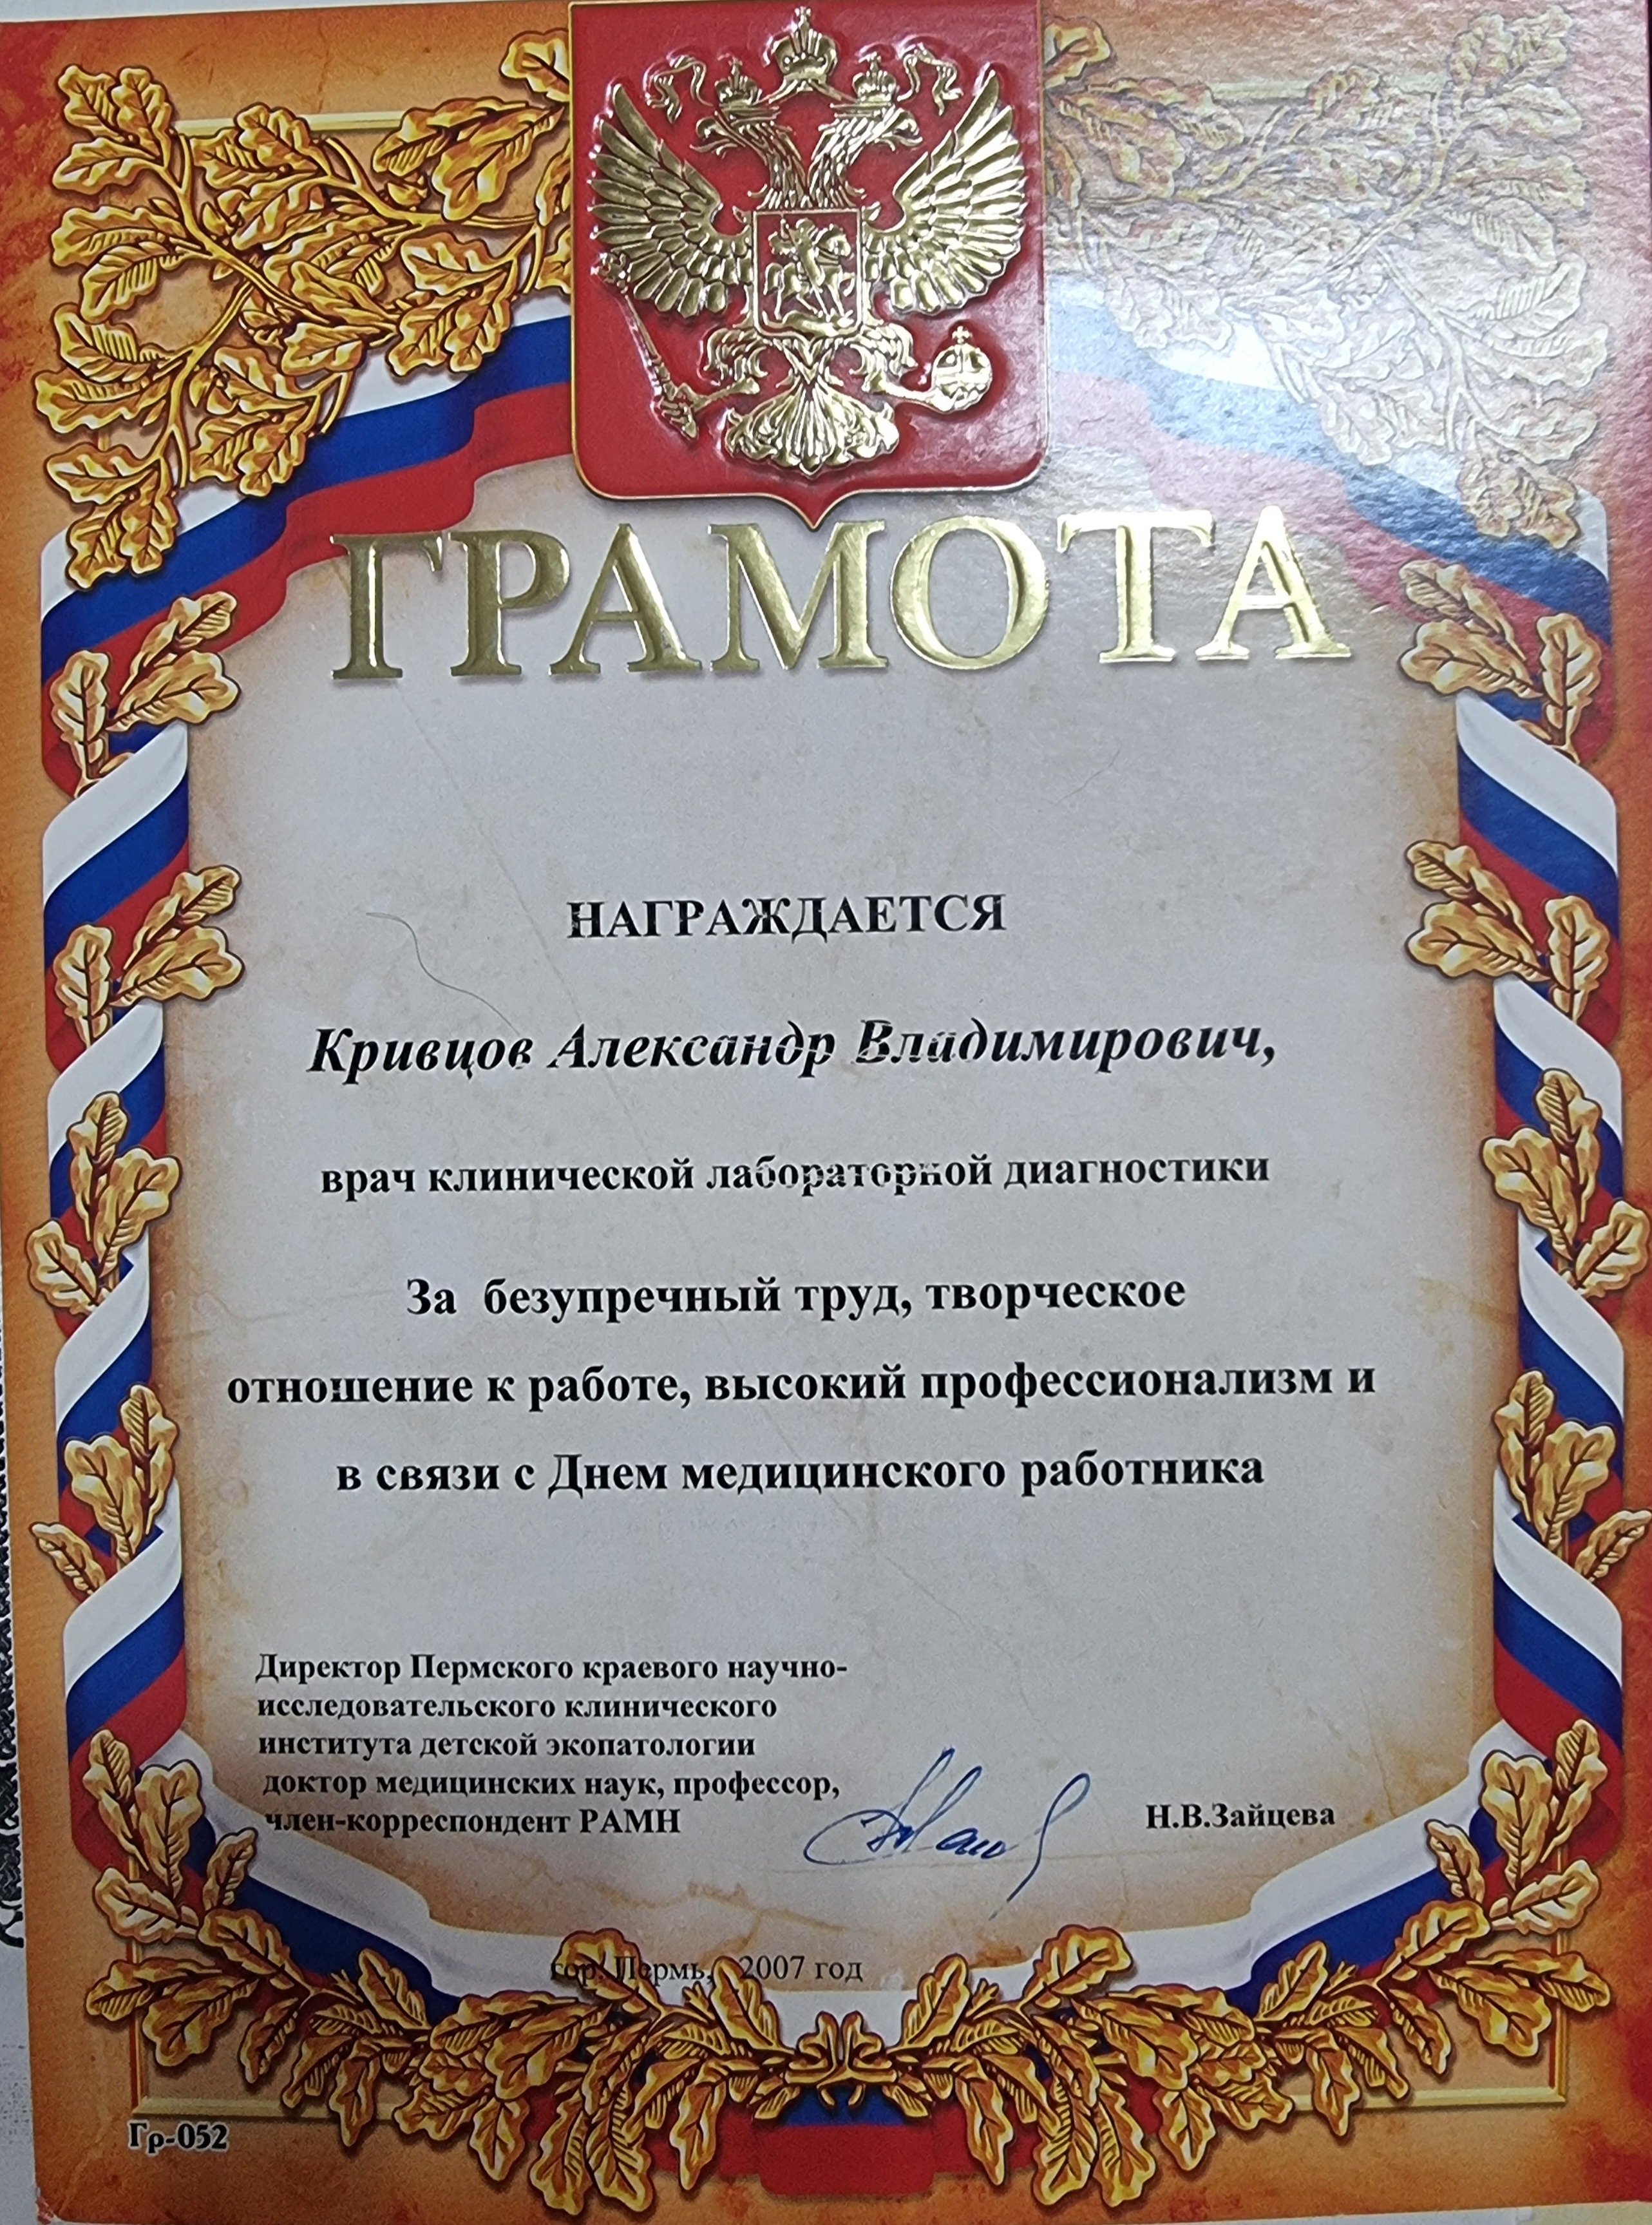 ГРАМОТА
НАГРАЖДАЕТСЯ
Кривцов Александр Владимирович,
врач клинической лабораторной диагностики
За безупречный труд, творческое
отношение к работе, высокий профессионализм и
в связи с Днем медицинского работника
Директор Пермского краевого научно-
исследовательского клинического
института детской экопатологии
доктор медицинских наук, профессор,
член-корреспондент РАМН
Н.В.Зайцева
гор. Пермь, 2007 год
Гр-052